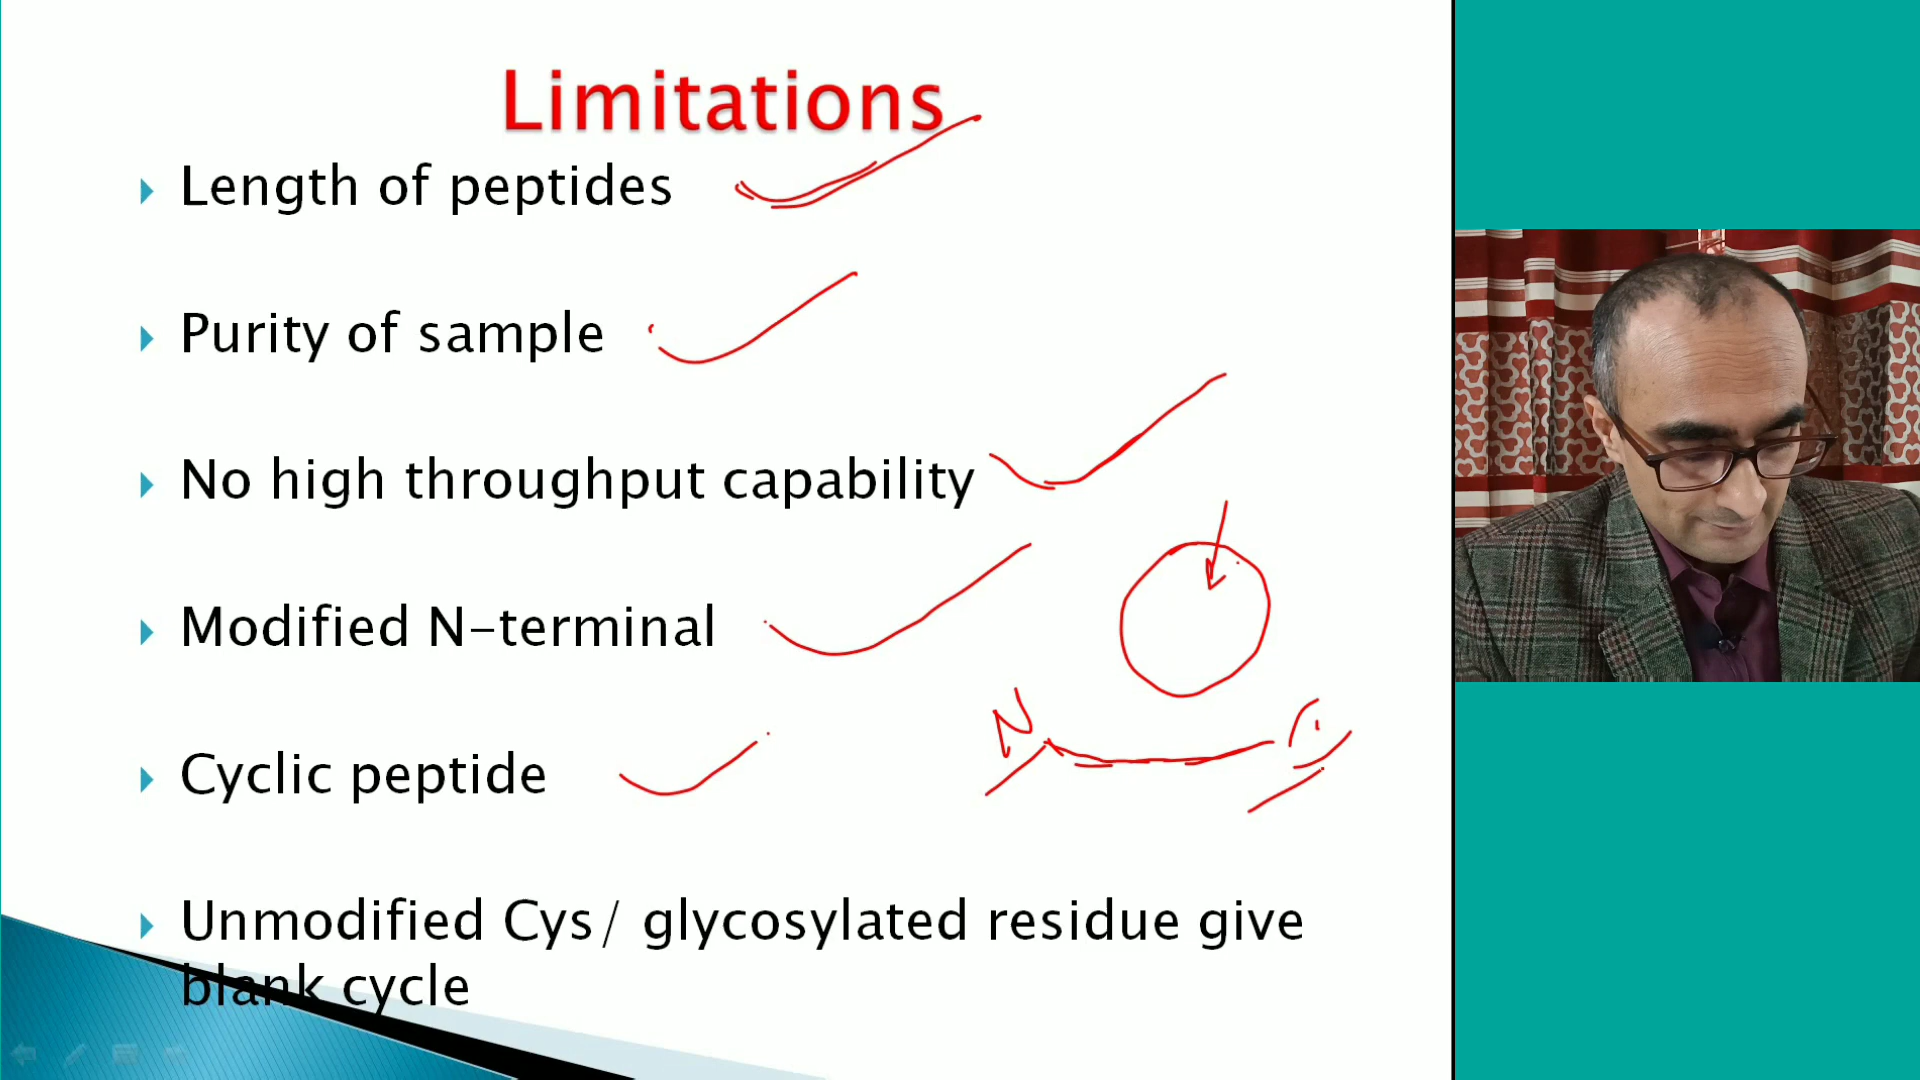 Limitations
Length of peptides
Purity of sample
No high throughput capability
Modified N-terminal
N
Cyclic peptide
Unmodified Cys/ glycosylated residue give
blank cycle